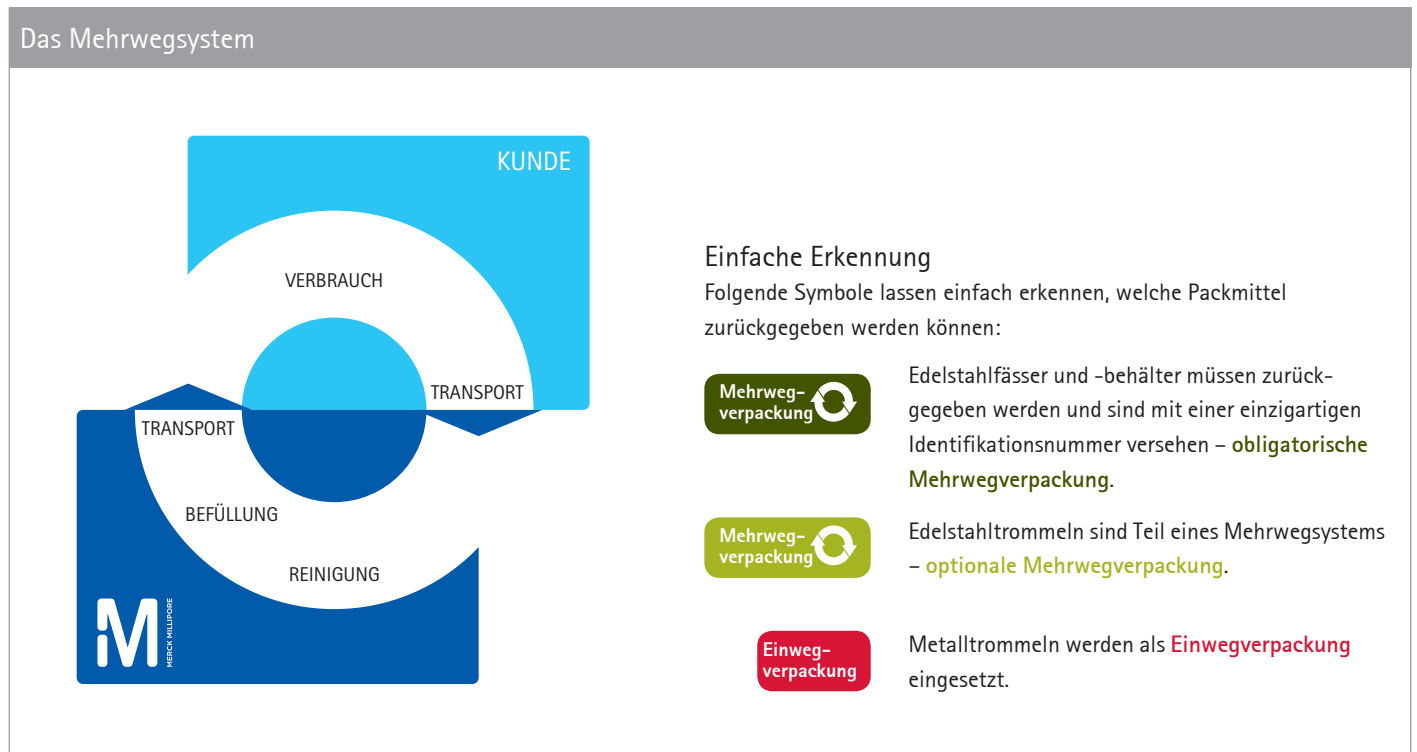 Das Mehrwegsystem
KUNDE
VERBRAUCH
TRANSPORT
TRANSPORT
BEFÜLLUNG
REINIGUNG
M
MERCK MILLIPORE
Einfache Erkennung
Folgende Symbole lassen einfach erkennen, welche Packmittel
zurückgegeben werden können:
Mehrweg-
verpackung
Edelstahlfässer und -behälter müssen zurück-
gegeben werden und sind mit einer einzigartigen
Identifikationsnummer versehen – obligatorische
Mehrwegverpackung.
Mehrweg-
verpackung
Edelstahltrommeln sind Teil eines Mehrwegsystems
– optionale Mehrwegverpackung.
Einweg-
verpackung
Metalltrommeln werden als Einwegverpackung
eingesetzt.